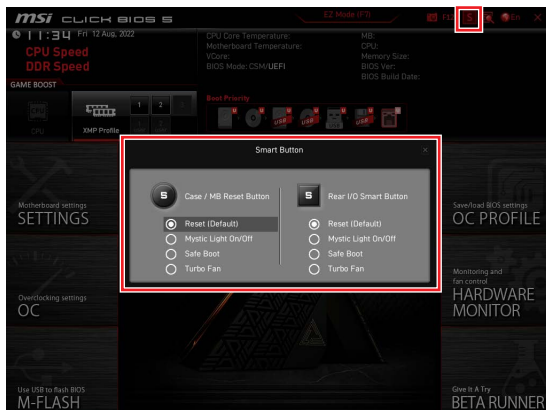 msi CLICK BIOS 5
EZ Mode (F7)
F12
S
En
X
11:34 Fri 12 Aug, 2022
CPU Speed
DDR Speed
CPU Core Temperature:
Motherboard Temperature:
VCore:
BIOS Mode: CSM/UEFI
MB:
CPU:
Memory Size:
BIOS Ver:
BIOS Build Date:
GAME BOOST
CPU
XMP Profile
1
2
Boot Priority
U
USB
U
USB
U
U
USB
Smart Button
S
Case / MB Reset Button
Reset (Default)
Mystic Light On/Off
Safe Boot
Turbo Fan
S
Rear I/O Smart Button
Reset (Default)
Mystic Light On/Off
Safe Boot
Turbo Fan
Motherboard settings
SETTINGS
Overclocking settings
OC
Use USB to flash BIOS
M-FLASH
Save/load BIOS settings
OC PROFILE
Monitoring and
fan control
HARDWARE
MONITOR
Give It A Try
BETA RUNNER